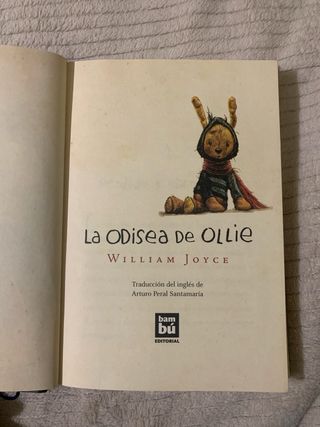 La Odisea de Ollie
William Joyce
Traducción del inglés de
Arturo Peral Santamaría
bam
bú
EDITORIAL